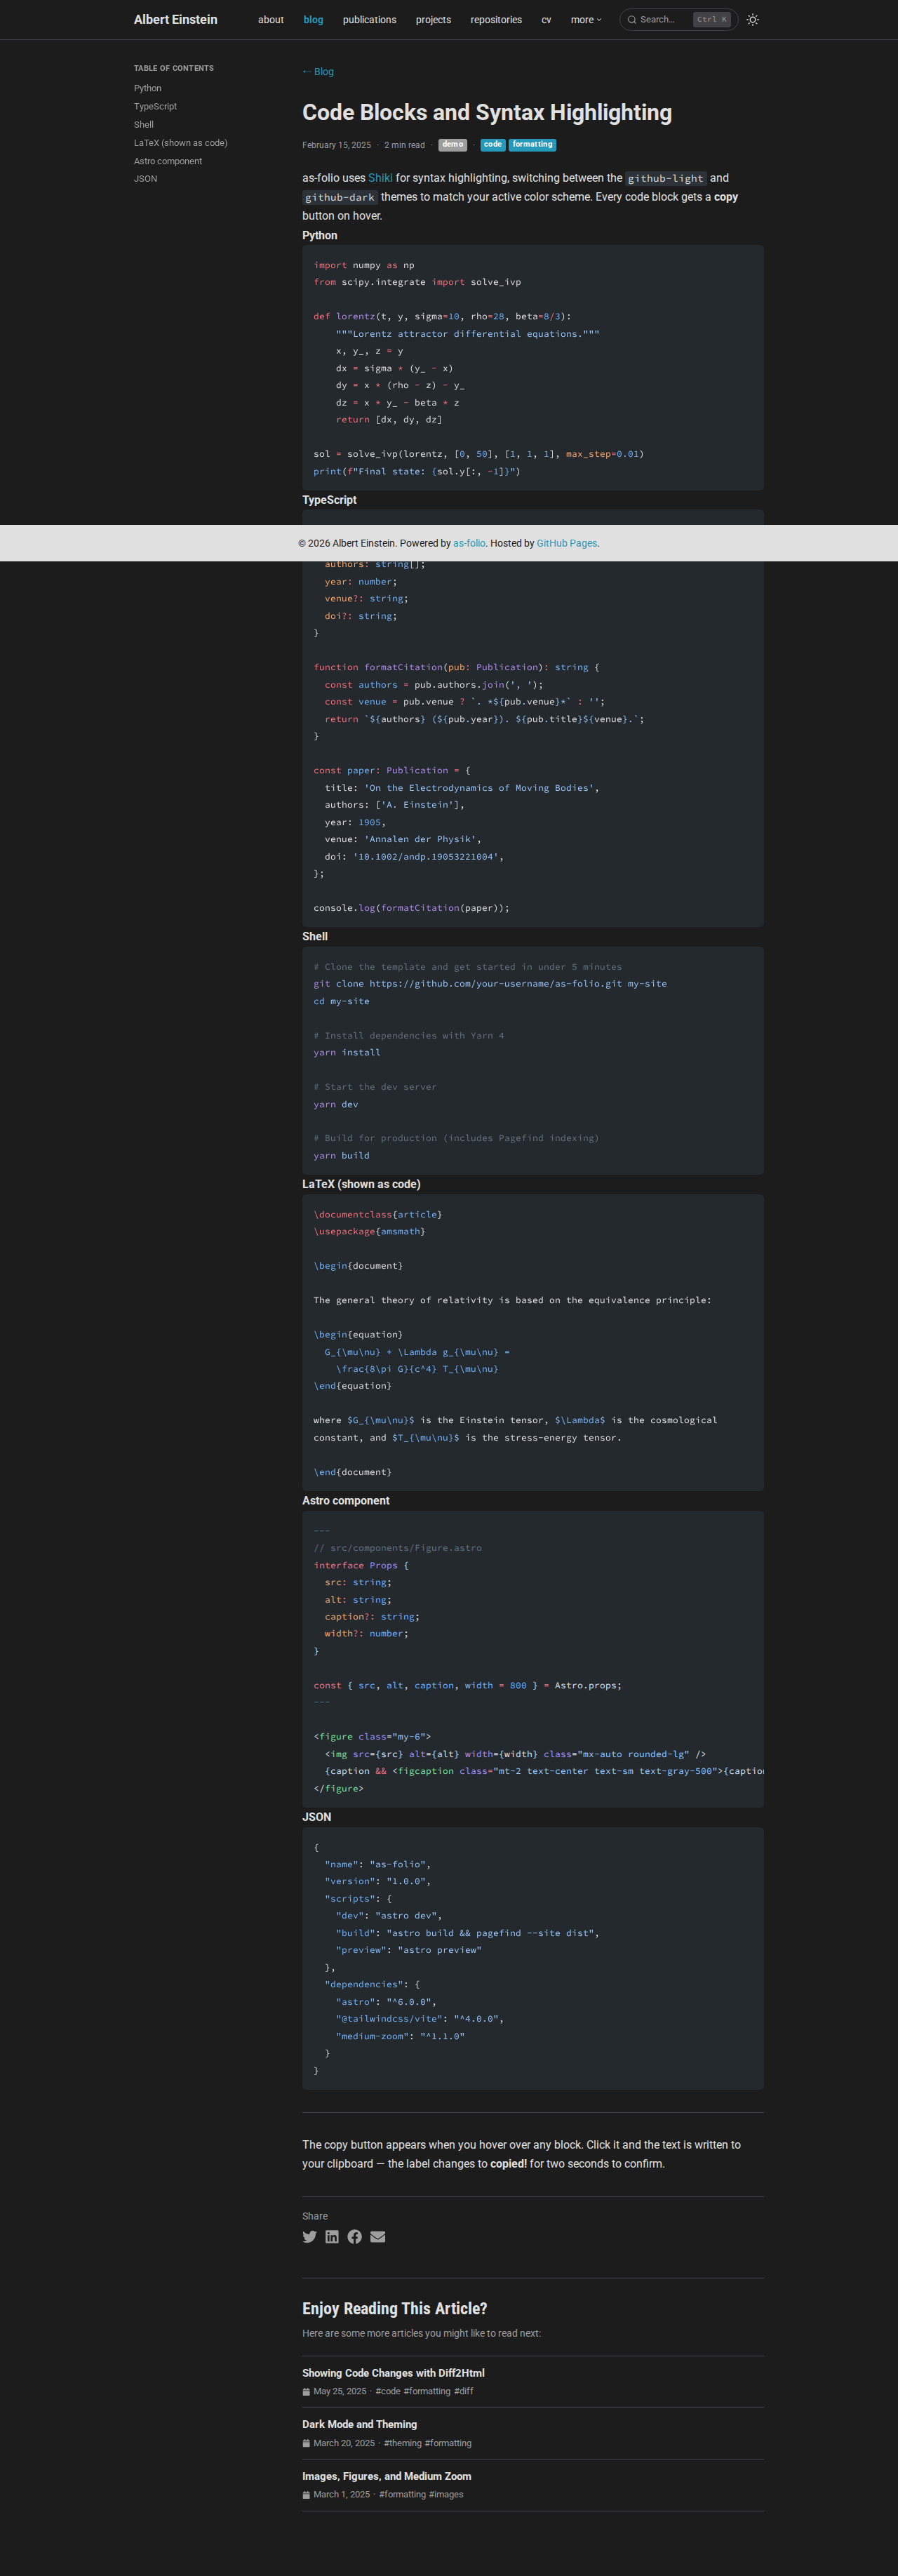 Albert Einstein
about
blog
publications
projects
repositories
cv
more
Search...
Ctrl K
TABLE OF CONTENTS
Python
TypeScript
Shell
LaTeX (shown as code)
Astro component
JSON
← Blog
Code Blocks and Syntax Highlighting
February 15, 2025 · 2 min read · demo · code formatting
as-folio uses Shiki for syntax highlighting, switching between the github-light and
github-dark themes to match your active color scheme. Every code block gets a copy
button on hover.
Python
import numpy as np
from scipy.integrate import solve_ivp
def lorentz(t, y, sigma=10, rho=28, beta=8/3):
    """Lorentz attractor differential equations."""
    x, y_, z = y
    dx = sigma * (y_ - x)
    dy = x * (rho - z) - y_
    dz = x * y_ - beta * z
    return [dx, dy, dz]
sol = solve_ivp(lorentz, [0, 50], [1, 1, 1], max_step=0.01)
print(f"Final state: {sol.y[:, -1]}")
TypeScript
© 2026 Albert Einstein. Powered by as-folio. Hosted by GitHub Pages.
  authors: string[];
  year: number;
  venue?: string;
  doi?: string;
}
function formatCitation(pub: Publication): string {
  const authors = pub.authors.join(', ');
  const venue = pub.venue ? `. *${pub.venue}*` : '';
  return `${authors} (${pub.year}). ${pub.title}${venue}.`;
}
const paper: Publication = {
  title: 'On the Electrodynamics of Moving Bodies',
  authors: ['A. Einstein'],
  year: 1905,
  venue: 'Annalen der Physik',
  doi: '10.1002/andp.19053221004',
};
console.log(formatCitation(paper));
Shell
# Clone the template and get started in under 5 minutes
git clone https://github.com/your-username/as-folio.git my-site
cd my-site
# Install dependencies with Yarn 4
yarn install
# Start the dev server
yarn dev
# Build for production (includes Pagefind indexing)
yarn build
LaTeX (shown as code)
\documentclass{article}
\usepackage{amsmath}
\begin{document}
The general theory of relativity is based on the equivalence principle:
\begin{equation}
  G_{\mu\nu} + \Lambda g_{\mu\nu} =
    \frac{8\pi G}{c^4} T_{\mu\nu}
\end{equation}
where $G_{\mu\nu}$ is the Einstein tensor, $\Lambda$ is the cosmological
constant, and $T_{\mu\nu}$ is the stress-energy tensor.
\end{document}
Astro component
---
// src/components/Figure.astro
interface Props {
  src: string;
  alt: string;
  caption?: string;
  width?: number;
}
const { src, alt, caption, width = 800 } = Astro.props;
---
<figure class="my-6">
  <img src={src} alt={alt} width={width} class="mx-auto rounded-lg" />
  {caption && <figcaption class="mt-2 text-center text-sm text-gray-500">{caption
</figure>
JSON
{
  "name": "as-folio",
  "version": "1.0.0",
  "scripts": {
    "dev": "astro dev",
    "build": "astro build && pagefind --site dist",
    "preview": "astro preview"
  },
  "dependencies": {
    "astro": "^6.0.0",
    "@tailwindcss/vite": "^4.0.0",
    "medium-zoom": "^1.1.0"
  }
}
The copy button appears when you hover over any block. Click it and the text is written to
your clipboard — the label changes to copied! for two seconds to confirm.
Share
Enjoy Reading This Article?
Here are some more articles you might like to read next:
Showing Code Changes with Diff2Html
May 25, 2025 · #code #formatting #diff
Dark Mode and Theming
March 20, 2025 · #theming #formatting
Images, Figures, and Medium Zoom
March 1, 2025 · #formatting #images